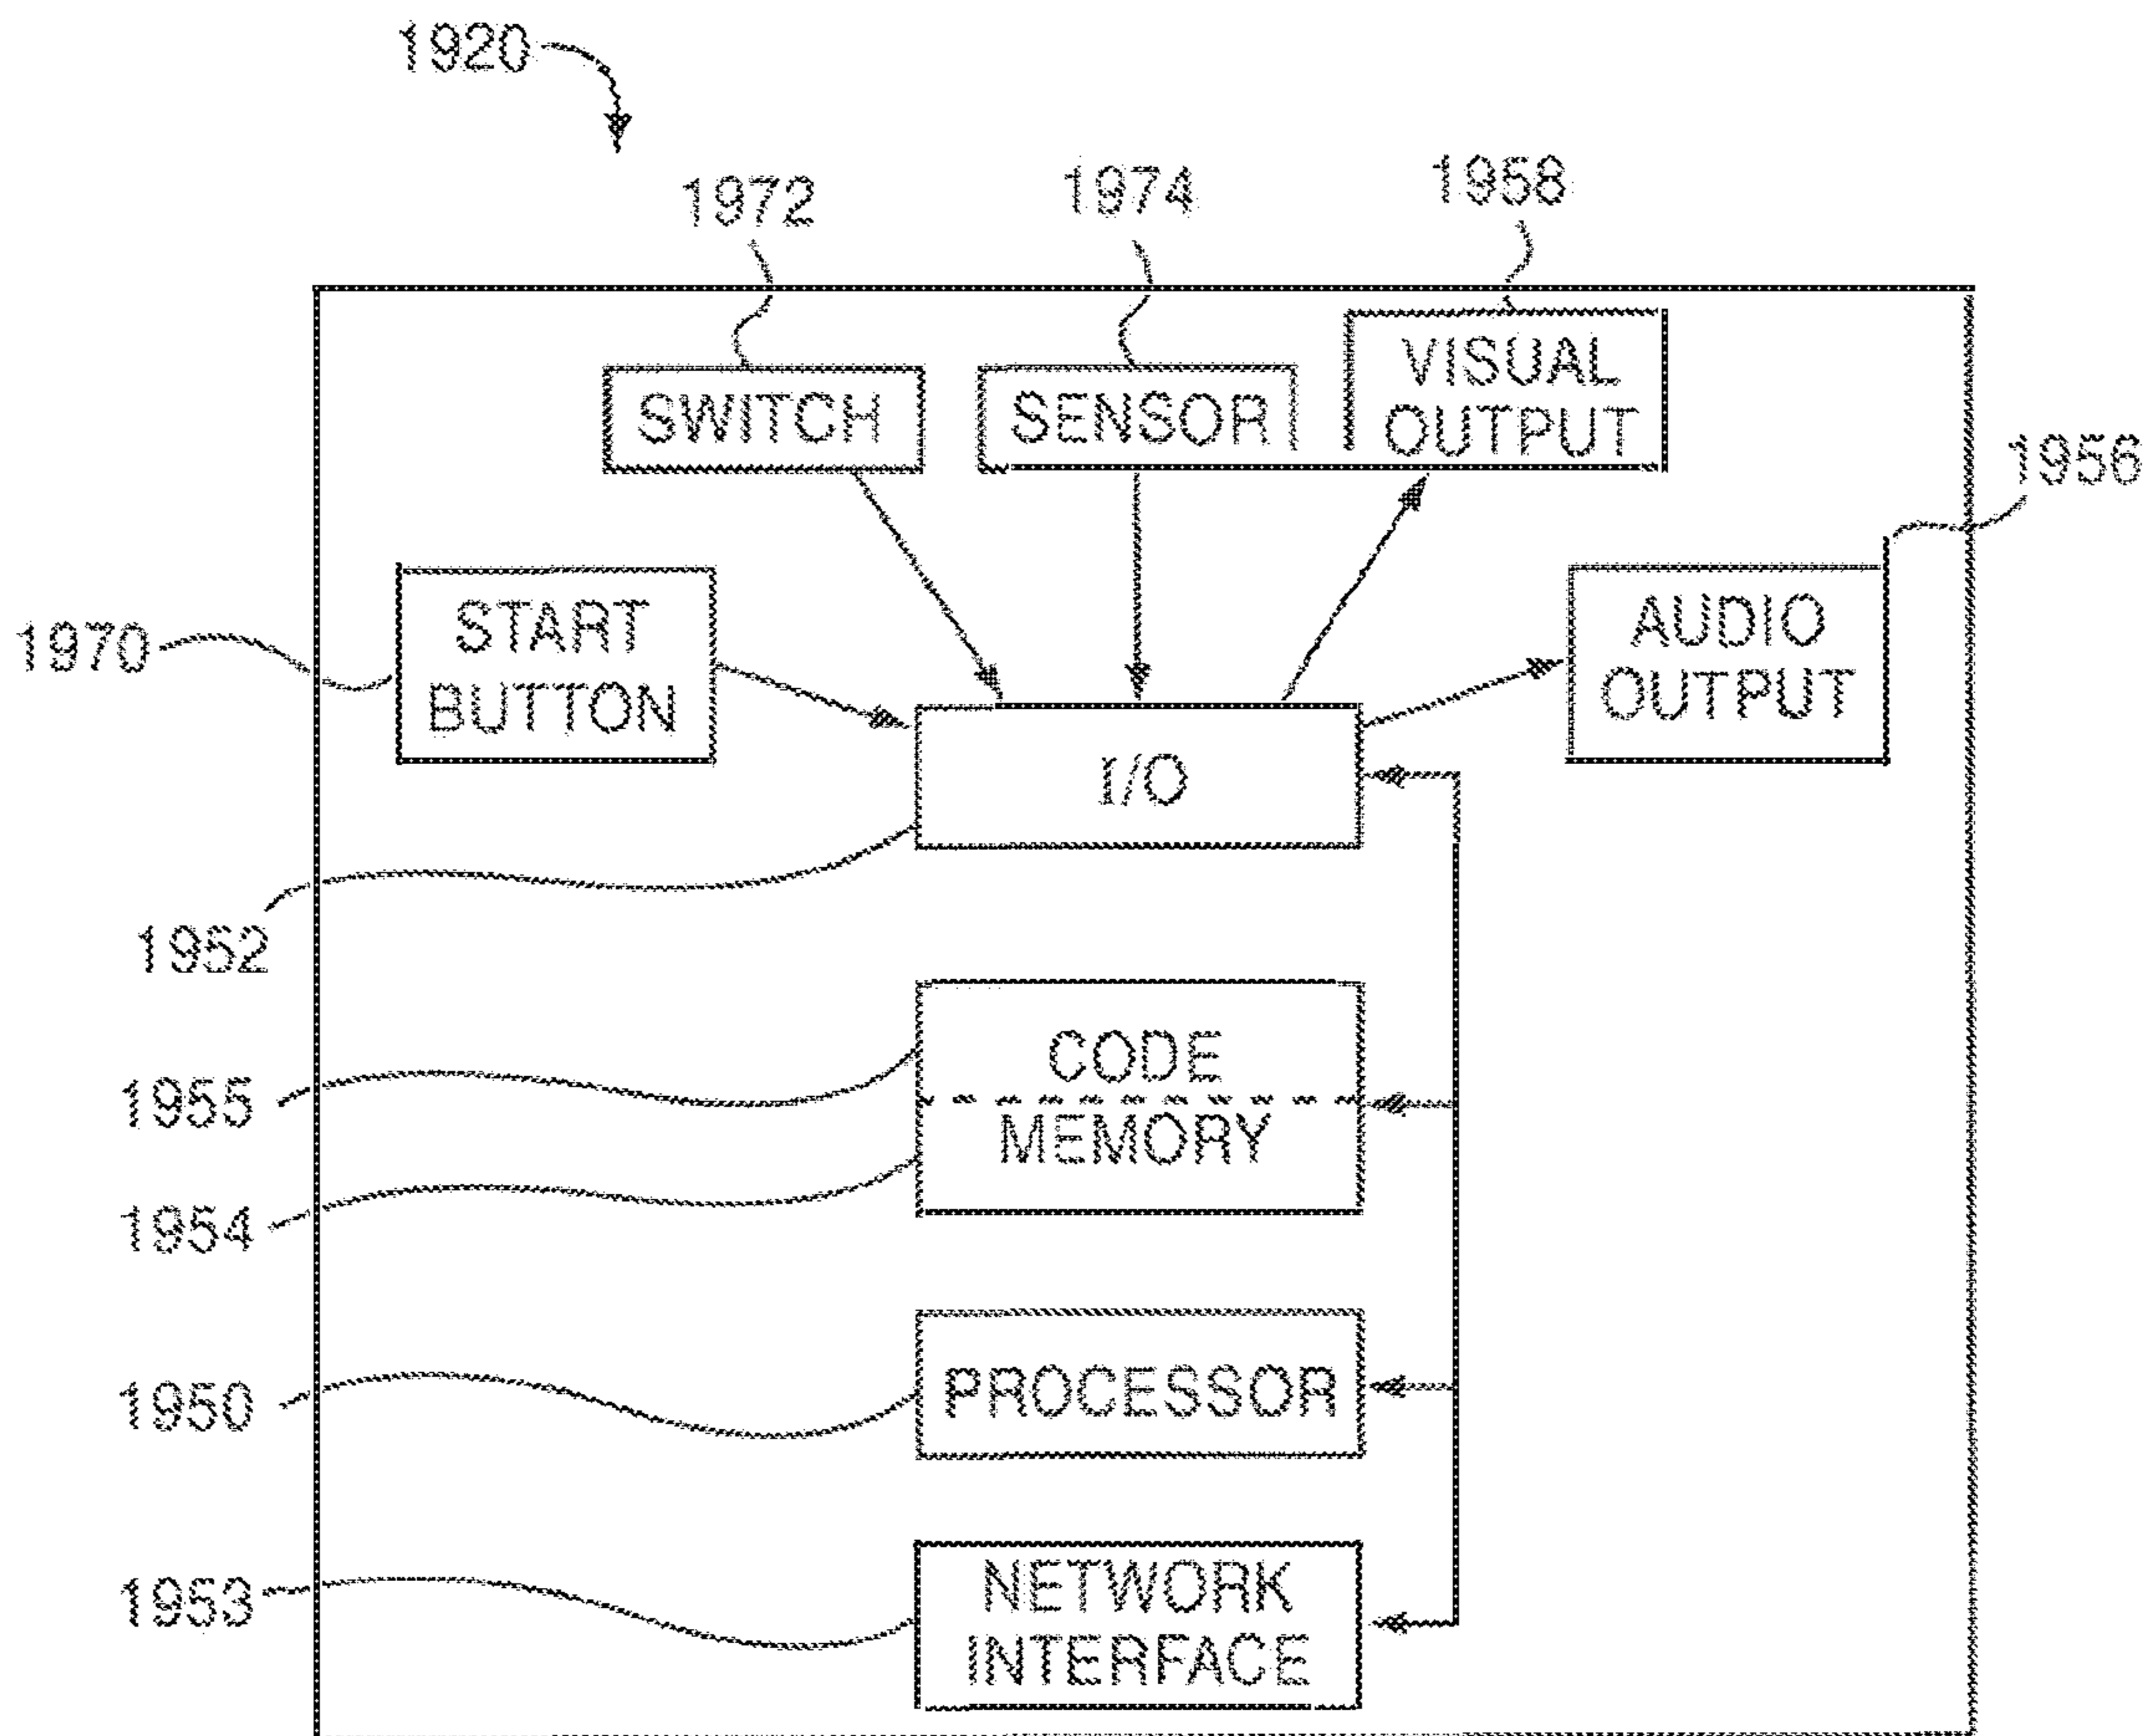 1920
1972
1974
1958
SWITCH
SENSOR
VISUAL
OUTPUT
1956
START
BUTTON
1970
AUDIO
OUTPUT
I/O
1952
CODE
1955
MEMORY
1954
PROCESSOR
1950
NETWORK
INTERFACE
1953